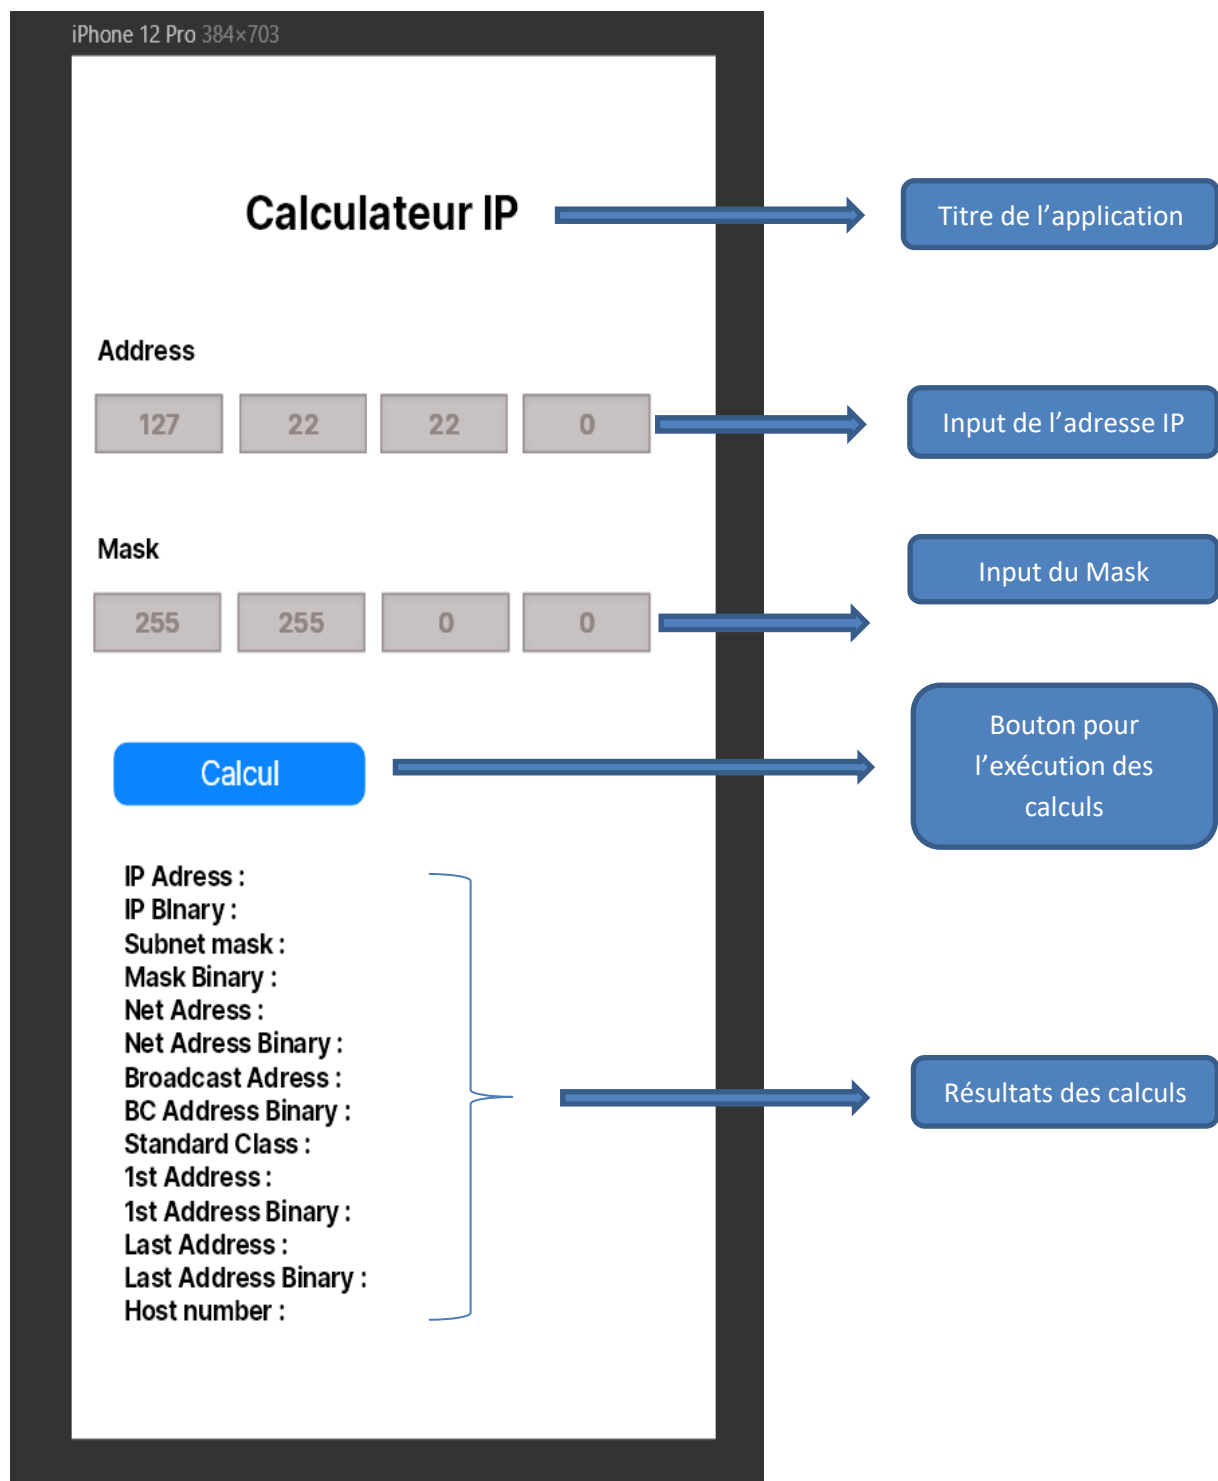 iPhone 12 Pro 384×703
Calculateur IP
Titre de l'application
Address
127 22 22 0
Input de l'adresse IP
Mask
Input du Mask
255 255 0 0
Calcul
Bouton pour
l'exécution des
calculs
IP Adress :
IP BInary :
Subnet mask :
Mask Binary :
Net Adress :
Net Adress Binary :
Broadcast Adress :
BC Address Binary :
Standard Class :
1st Address :
1st Address Binary :
Last Address :
Last Address Binary :
Host number :
Résultats des calculs